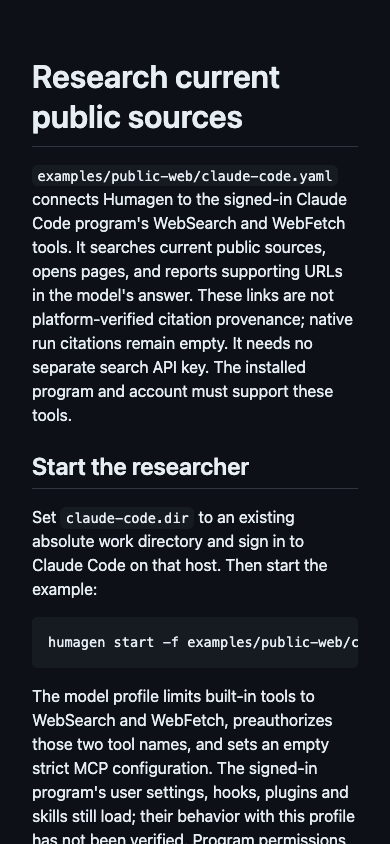 Research current
public sources
examples/public-web/claude-code.yaml
connects Humagen to the signed-in Claude
Code program's WebSearch and WebFetch
tools. It searches current public sources,
opens pages, and reports supporting URLs
in the model's answer. These links are not
platform-verified citation provenance; native
run citations remain empty. It needs no
separate search API key. The installed
program and account must support these
tools.
Start the researcher
Set claude-code.dir to an existing
absolute work directory and sign in to
Claude Code on that host. Then start the
example:
humagen start -f examples/public-web/c
The model profile limits built-in tools to
WebSearch and WebFetch, preauthorizes
those two tool names, and sets an empty
strict MCP configuration. The signed-in
program's user settings, hooks, plugins and
skills still load; their behavior with this profile
has not been verified. Program permissions